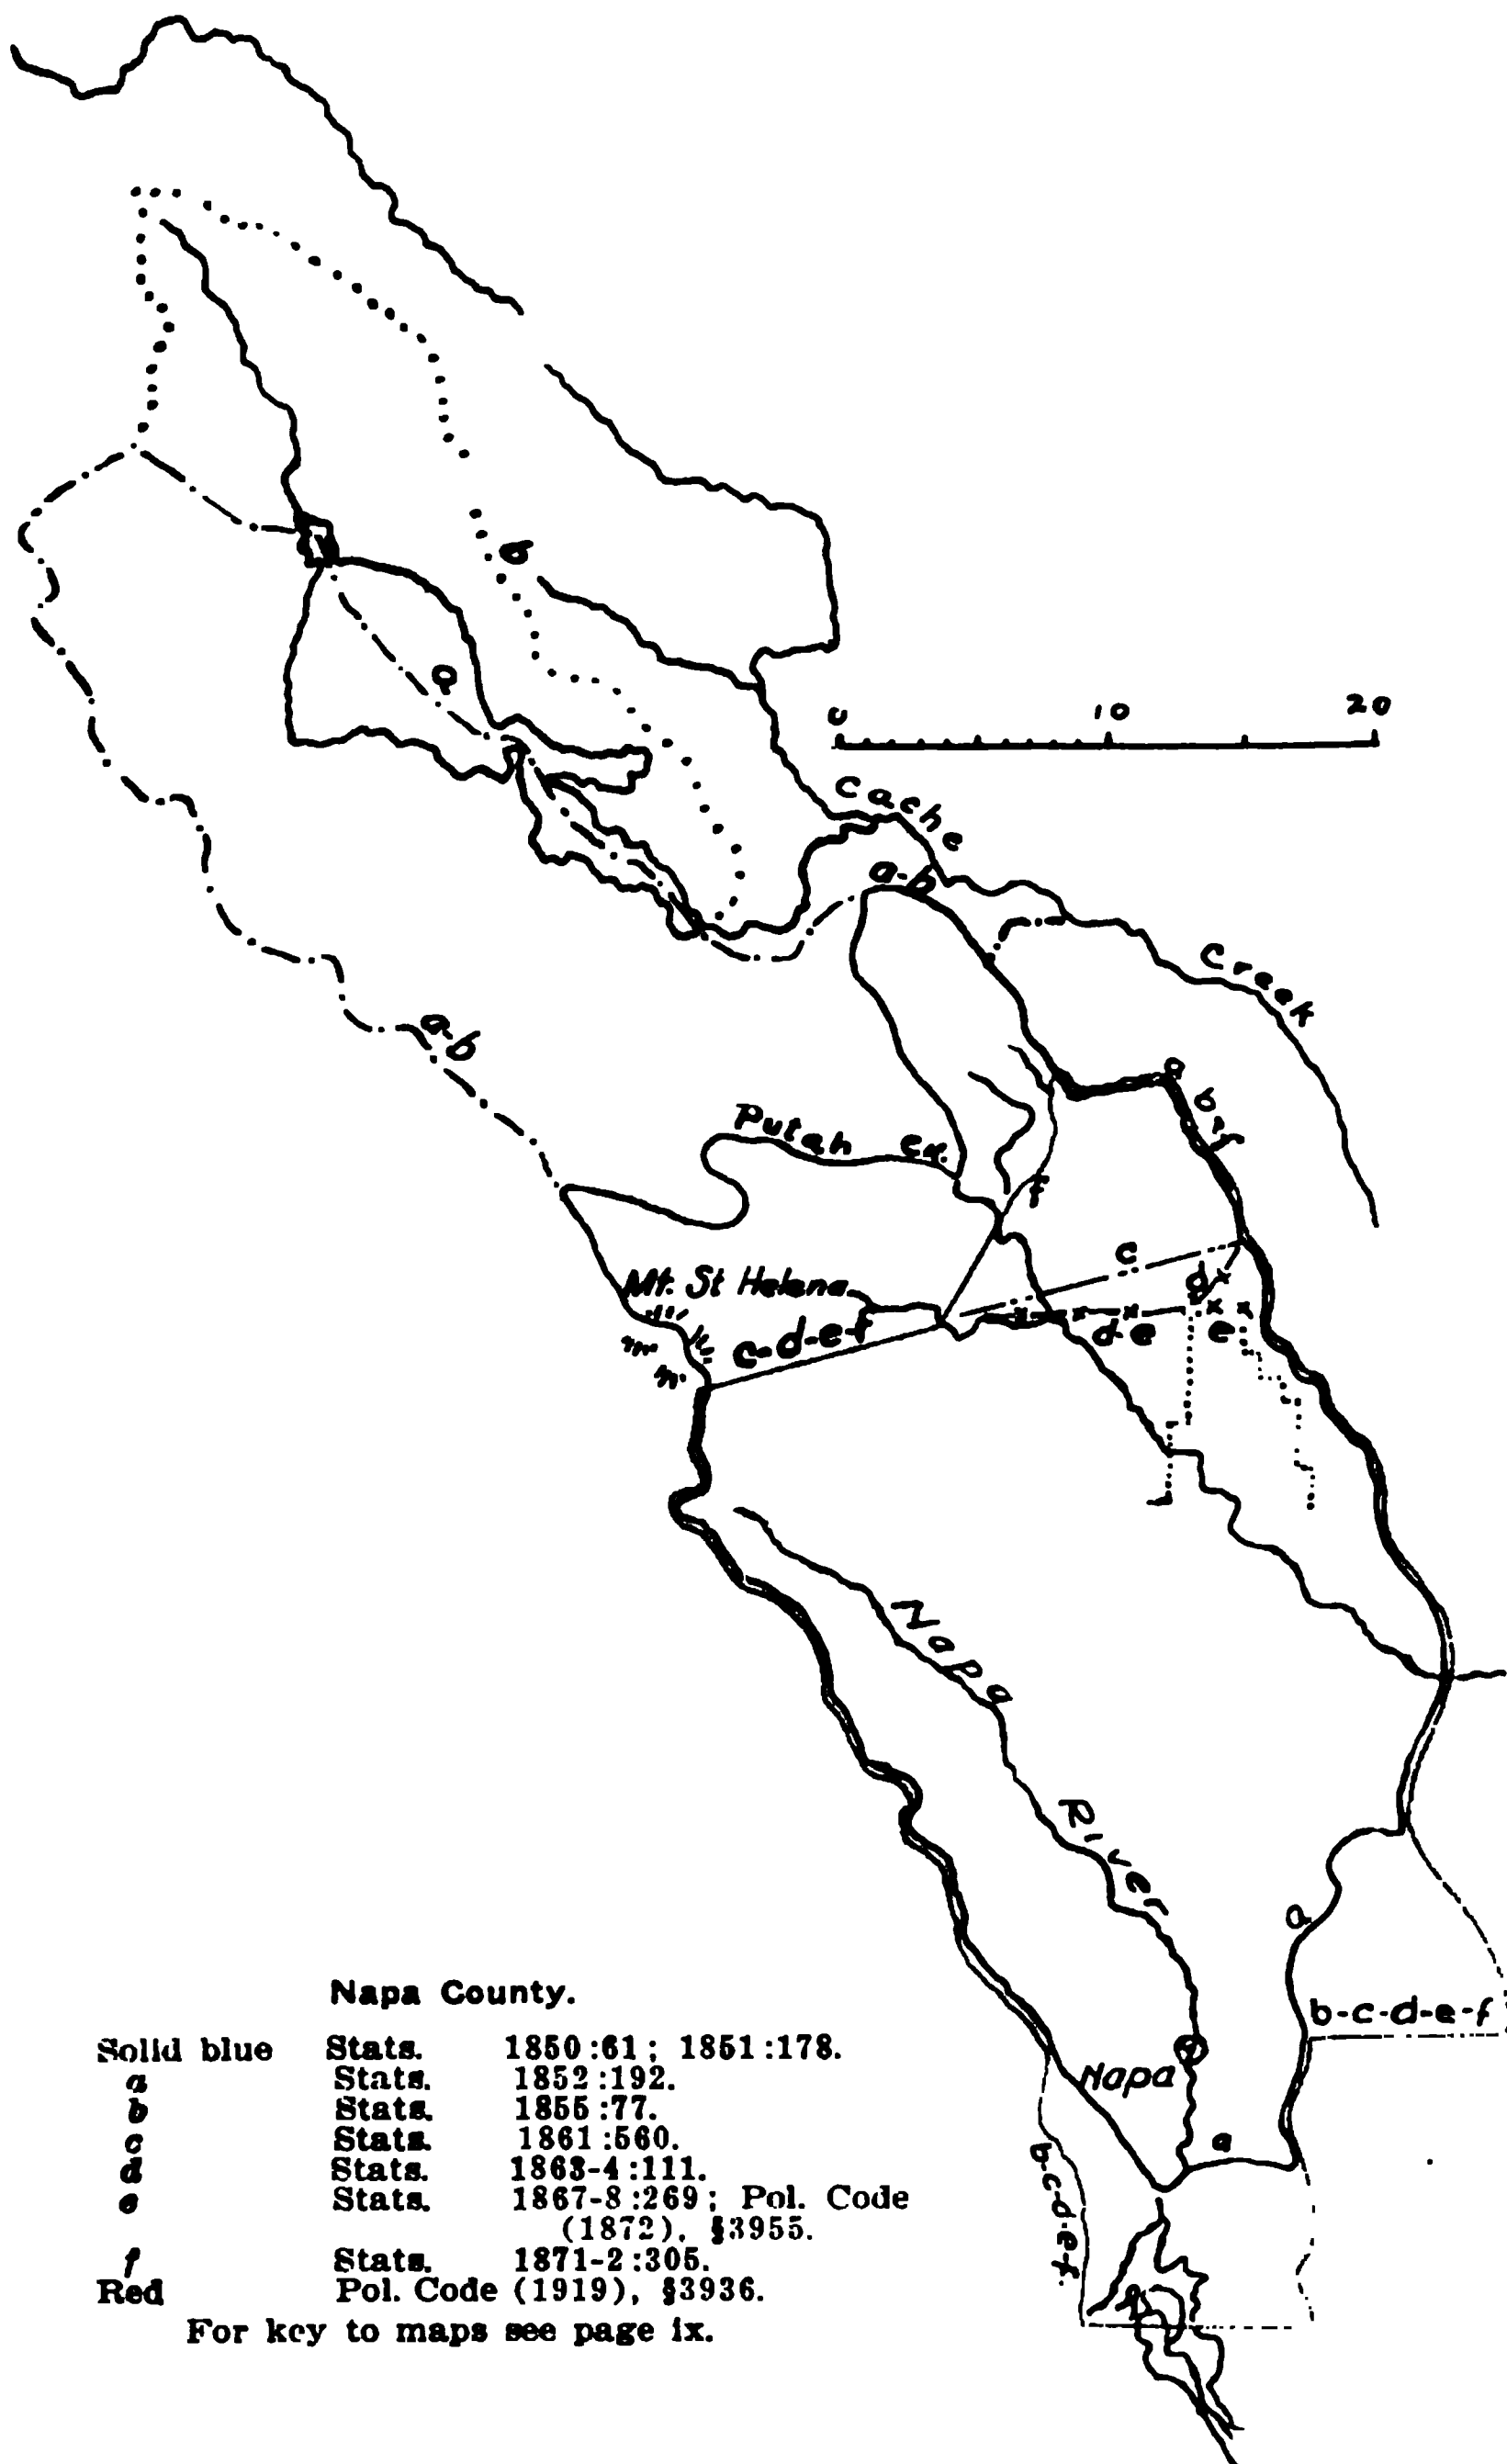 b
a
0 10 20
Cache
a-b
Creek
a-b
a
b-f
Putah Cr.
f
c
Mt. St Helena
d
c-d-e-f
d-e
e
Napa
River
a
b-c-d-e-f
Napa
a
b-c-d-e-f.
Napa County.
Solid blue Stats. 1850:61; 1851:178.
a Stats. 1852:192.
b Stats. 1855:77.
c Stats. 1861:560.
d Stats. 1863-4:111.
e Stats. 1867-8:269; Pol. Code
(1872), §3955.
f Stats. 1871-2:305.
Red Pol. Code (1919), §3936.
For key to maps see page ix.